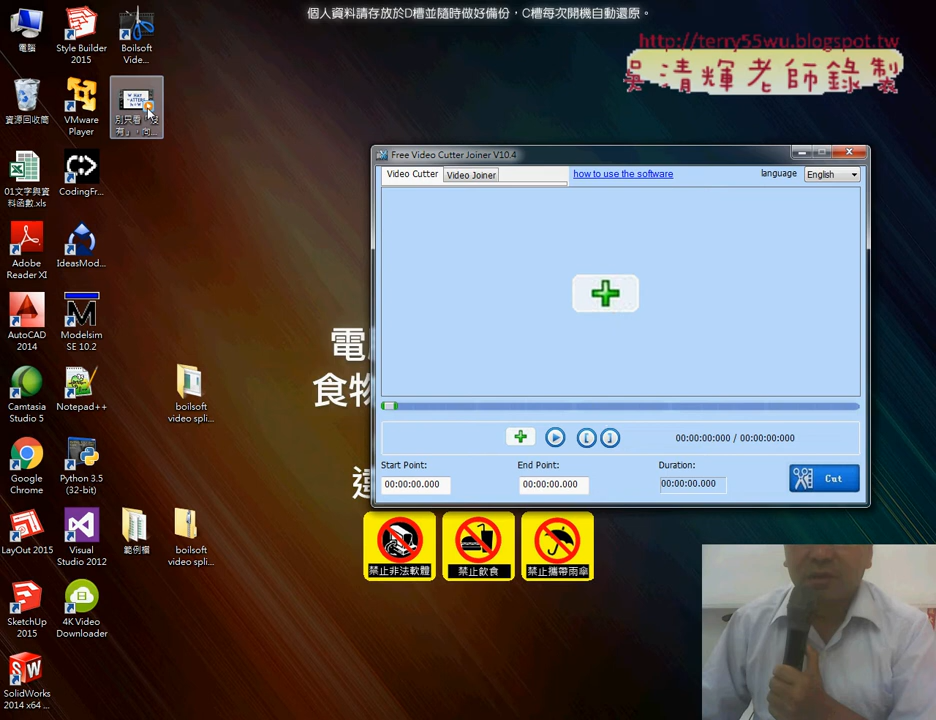 個人資料請存放於D槽並隨時做好備份，C槽每次開機自動還原。
http://terry55wu.blogspot.tw
吳清輝老師錄製
電腦
Style Builder
2015
Boilsoft
Vide...
資源回收筒
VMware
Player
別只看「沒
有」，向...
01文字與資
料函數.xls
CodingFr...
Adobe
Reader XI
IdeasMod...
AutoCAD
2014
Modelsim
SE 10.2
Camtasia
Studio 5
Notepad++
boilsoft
video spli...
Google
Chrome
Python 3.5
(32-bit)
LayOut 2015
Visual
Studio 2012
範例檔
boilsoft
video spli...
SketchUp
2015
4K Video
Downloader
SolidWorks
2014 x64 ...
電
食物
Free Video Cutter Joiner V10.4
Video Cutter
Video Joiner
how to use the software
language
English
00:00:00:000 / 00:00:00:000
Start Point:
End Point:
Duration:
00:00:00.000
00:00:00.000
00:00:00.000
Cut
禁止非法軟體
禁止飲食
禁止攜帶雨傘